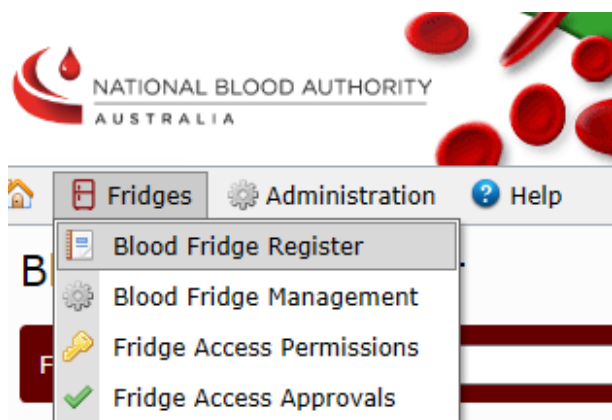 NATIONAL BLOOD AUTHORITY
AUSTRALIA
Fridges Administration Help
Blood Fridge Register
Blood Fridge Management
Fridge Access Permissions
Fridge Access Approvals